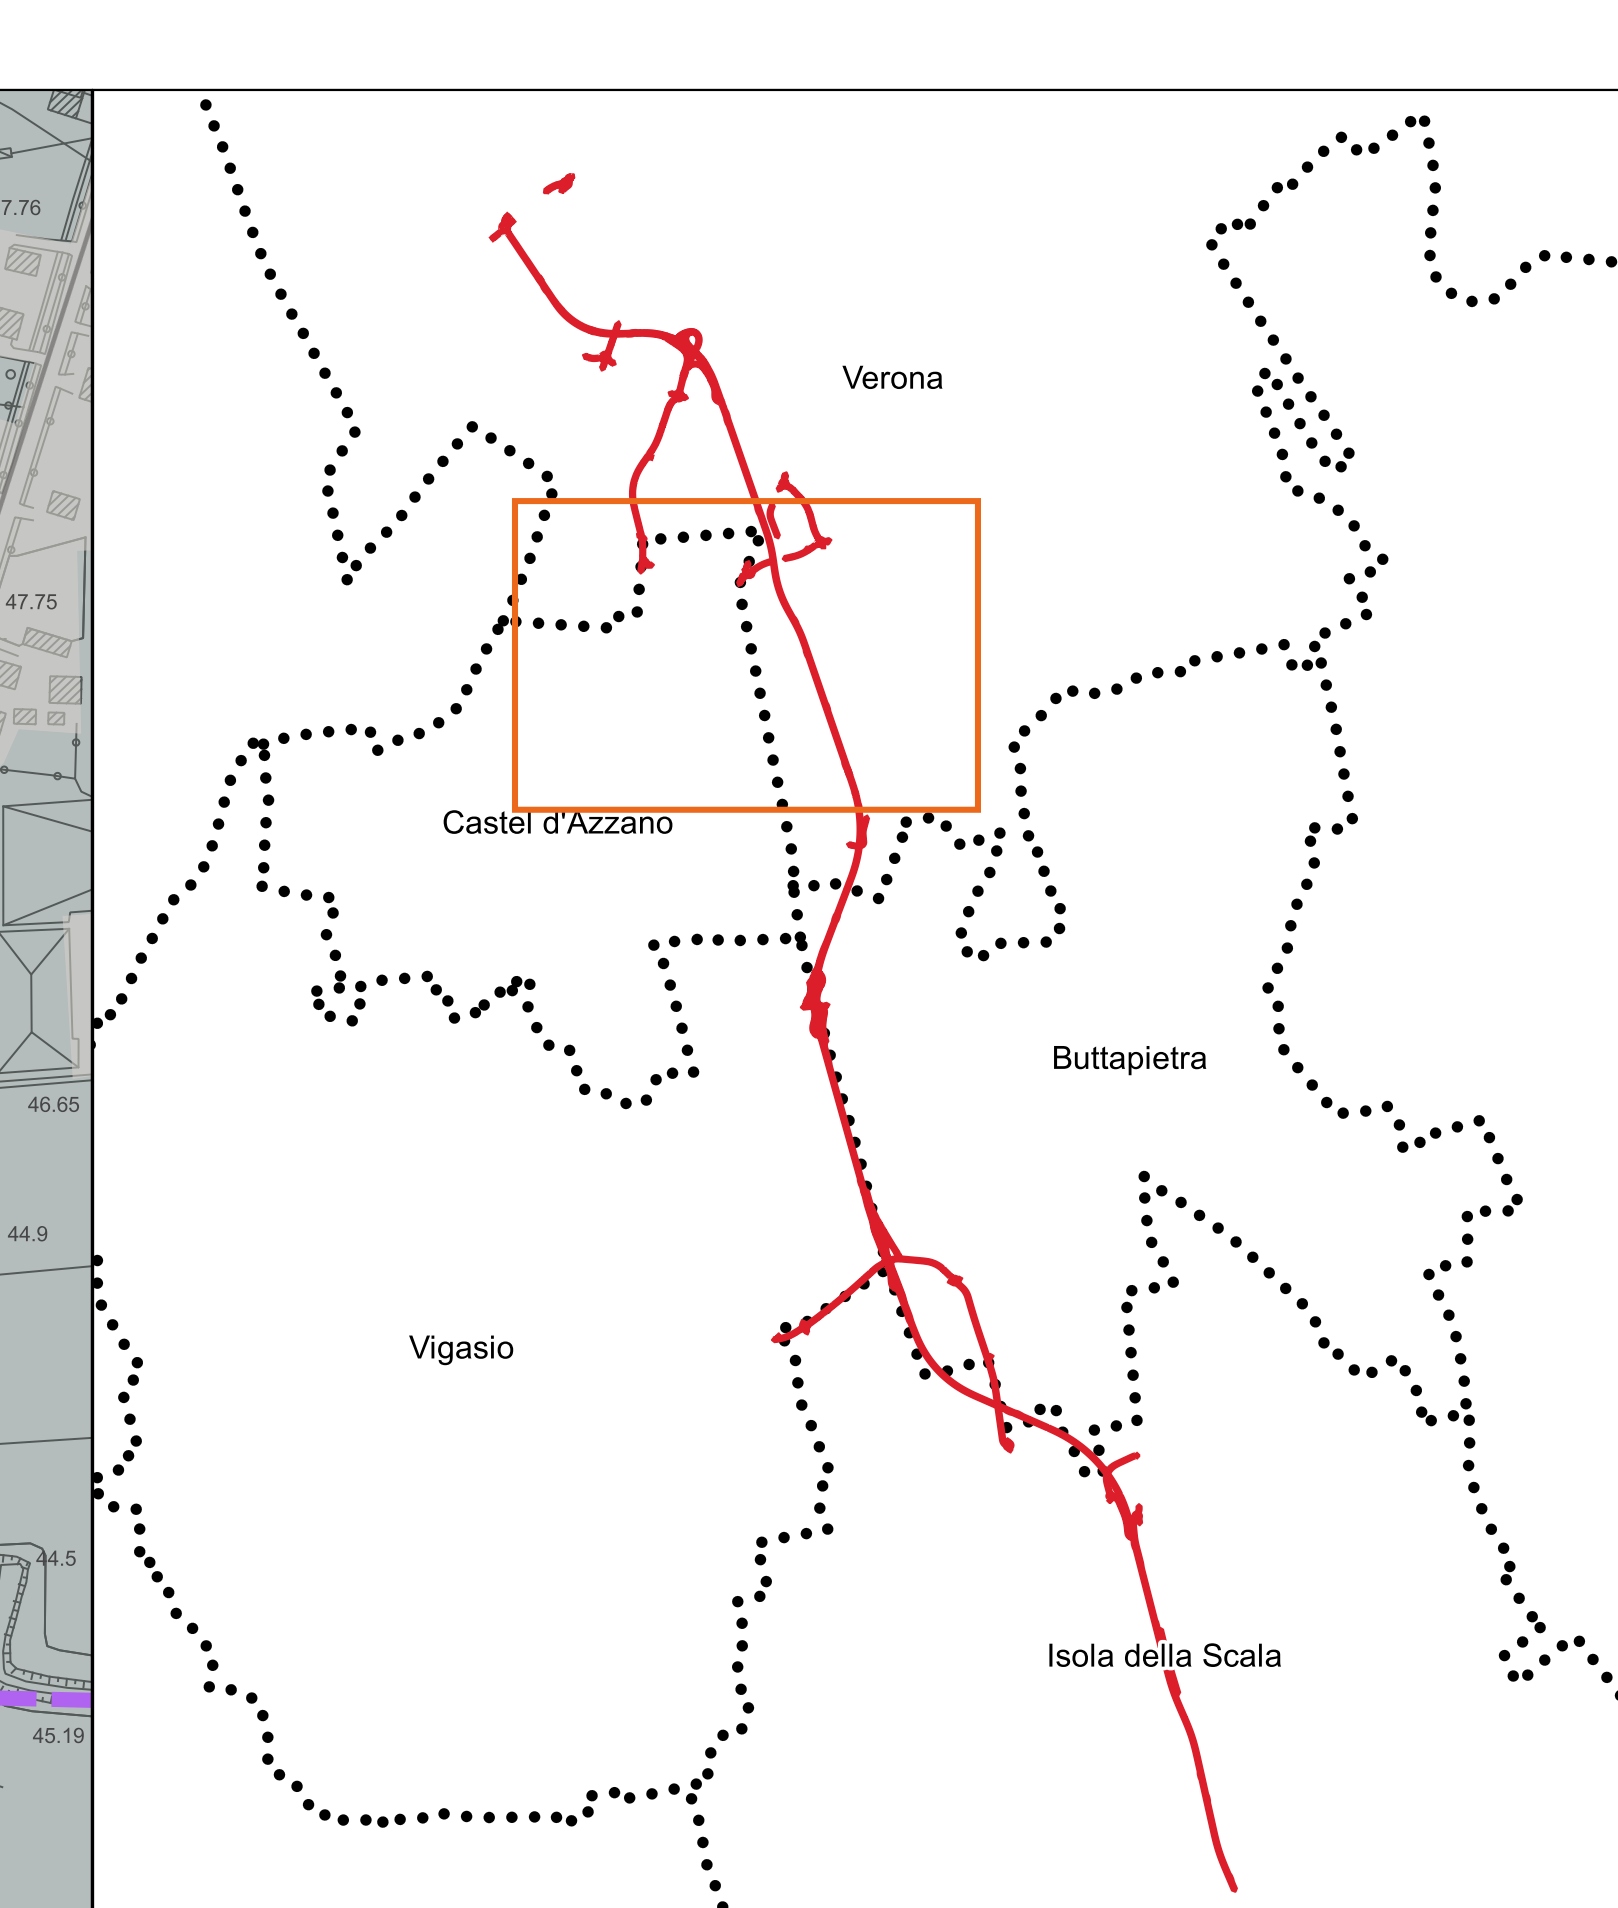 7.76
Verona
47.75
Castel d'Azzano
Buttapietra
46.65
44.9
Vigasio
44.5
Isola della Scala
45.19